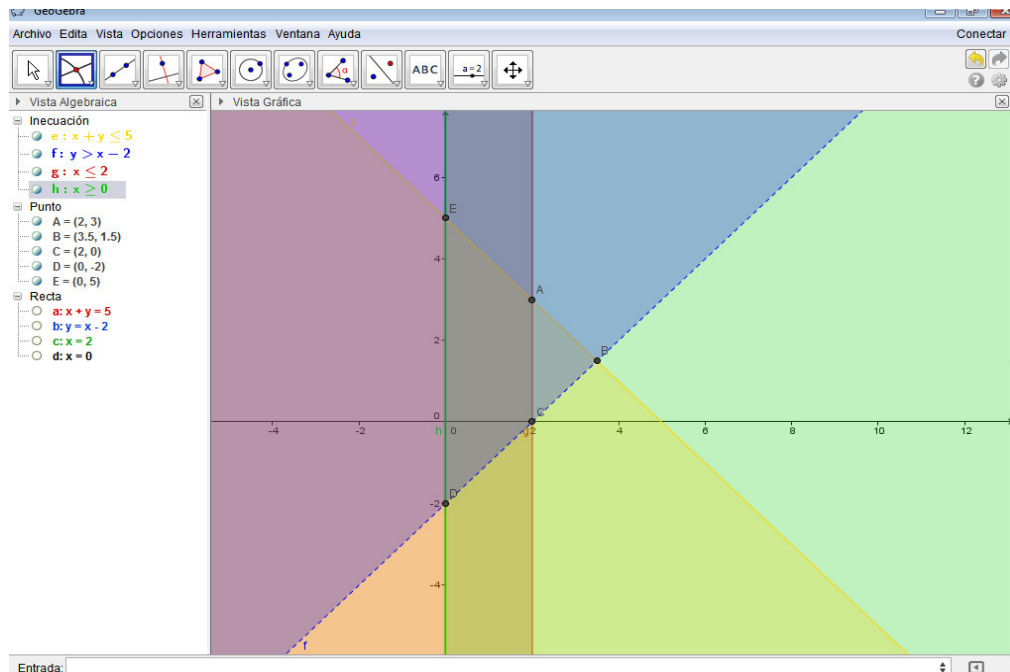 GeoGebra
Archivo Edita Vista Opciones Herramientas Ventana Ayuda Conectar
ABC a=2
Vista Algebraica Vista Gráfica
Inecuación
e : x + y ≤ 5
f : y > x − 2
g : x ≤ 2
h : x ≥ 0
Punto
A = (2, 3)
B = (3.5, 1.5)
C = (2, 0)
D = (0, -2)
E = (0, 5)
Recta
a: x + y = 5
b: y = x - 2
c: x = 2
d: x = 0
e
6
E
4
A
2
B
0 C
-4 -2 h 0 g 2 4 6 8 10 12
D
-2
-4
f
Entrada: